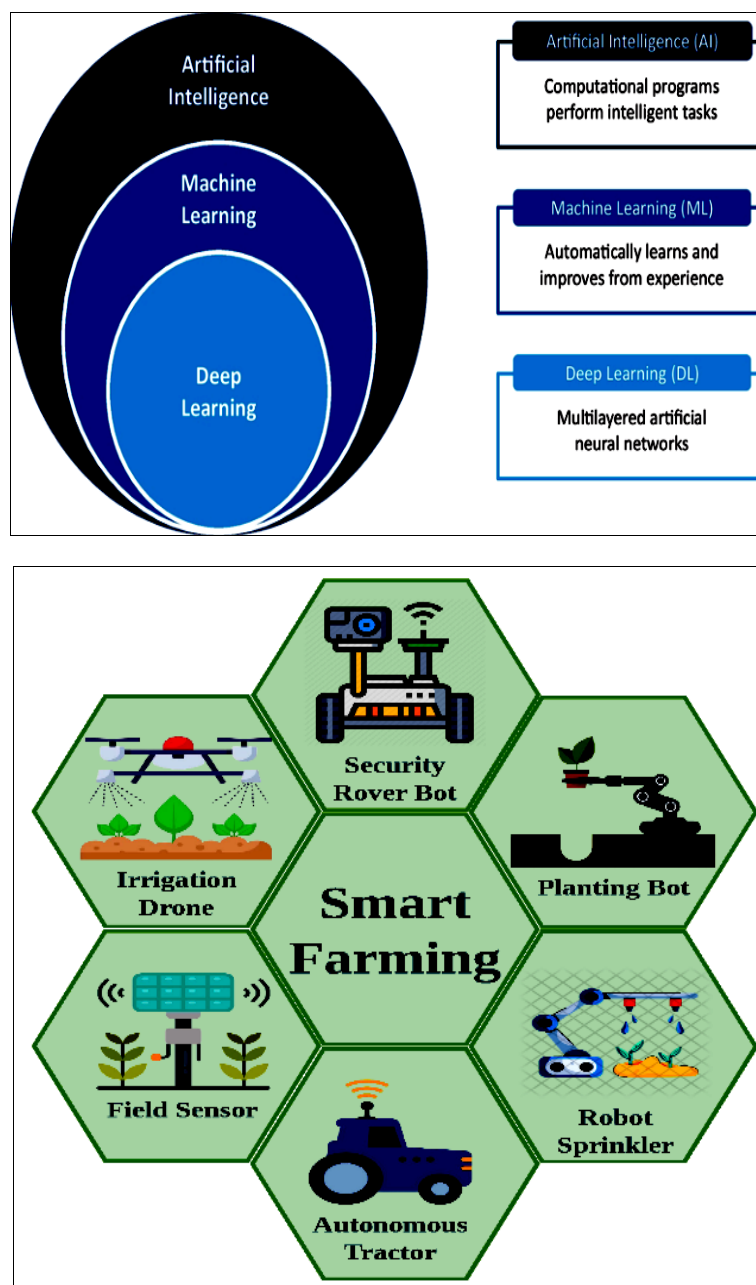 Artificial
Intelligence
Machine
Learning
Deep
Learning
Artificial Intelligence (AI)
Computational programs
perform intelligent tasks
Machine Learning (ML)
Automatically learns and
improves from experience
Deep Learning (DL)
Multilayered artificial
neural networks
Security
Rover Bot
Irrigation
Drone
Planting Bot
Smart
Farming
Field Sensor
Robot
Sprinkler
Autonomous
Tractor